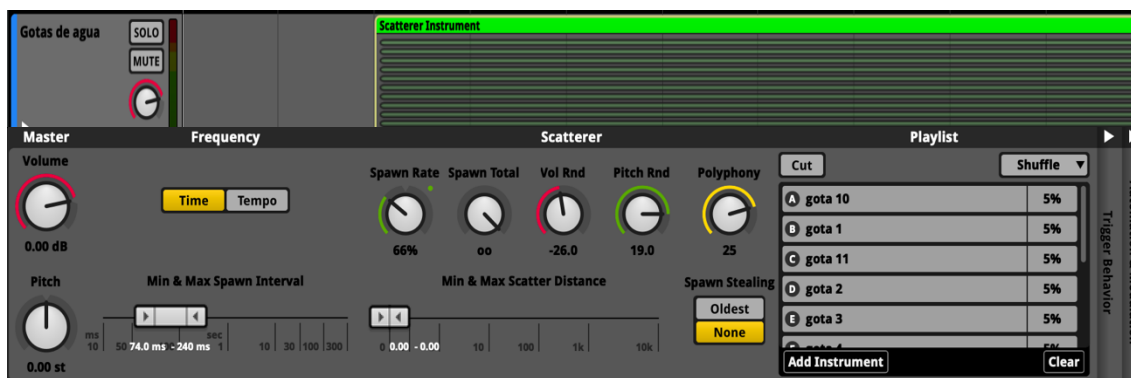 Gotas de agua
SOLO
MUTE
Scatterer Instrument
Master
Frequency
Scatterer
Playlist
Volume
0.00 dB
Time
Tempo
Spawn Rate
Spawn Total
Vol Rnd
Pitch Rnd
Polyphony
66%
oo
-26.0
19.0
25
Cut
Shuffle
A gota 10 5%
B gota 1 5%
C gota 11 5%
D gota 2 5%
E gota 3 5%
Pitch
0.00 st
Min & Max Spawn Interval
ms
sec
10
50
74.0 ms - 240 ms
1
10
30
100
300
Min & Max Scatter Distance
0
0.00 - 0.00
10
100
1k
10k
Spawn Stealing
Oldest
None
Add Instrument
Clear
Trigger Behavior